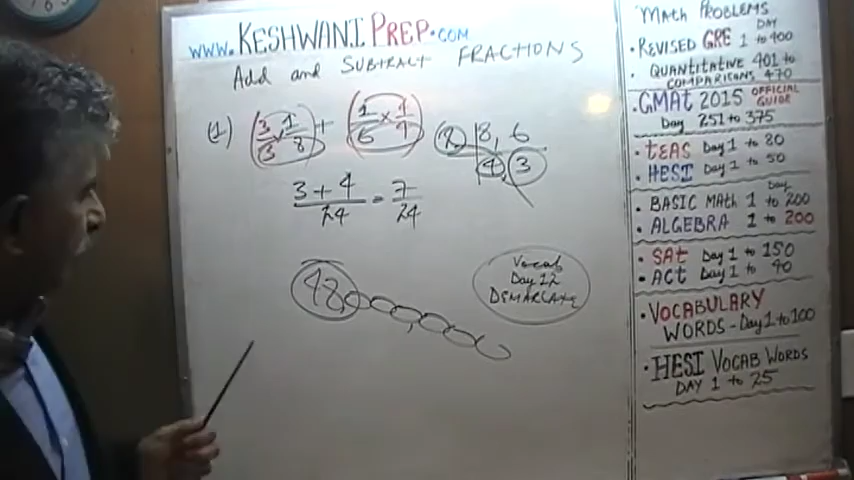 www.KESHWANIPREP.COM
Add and SUBTRACT FRACTIONS
(1) (3/3 × 1/8) + (1/6 × 4/4)
2 | 8, 6
4, 3
3 + 4 / 24 = 7 / 24
48,000,000
Vocab
Day 12
DEMARCATE
MATH PROBLEMS
• REVISED GRE DAY 1 to 400
• QUANTITATIVE COMPARISONS 401 to 470
GMAT 2015 OFFICIAL GUIDE
Day 251 to 375
• tEAS Day 1 to 80
• HESI Day 1 to 50
• BASIC MATH Day 1 to 200
• ALGEBRA 1 to 200
• SAt Day 1 to 150
• ACt Day 1 to 90
• VOCABULARY
WORDS - Day 1 to 100
• HESI VOCAB WORDS
DAY 1 to 25